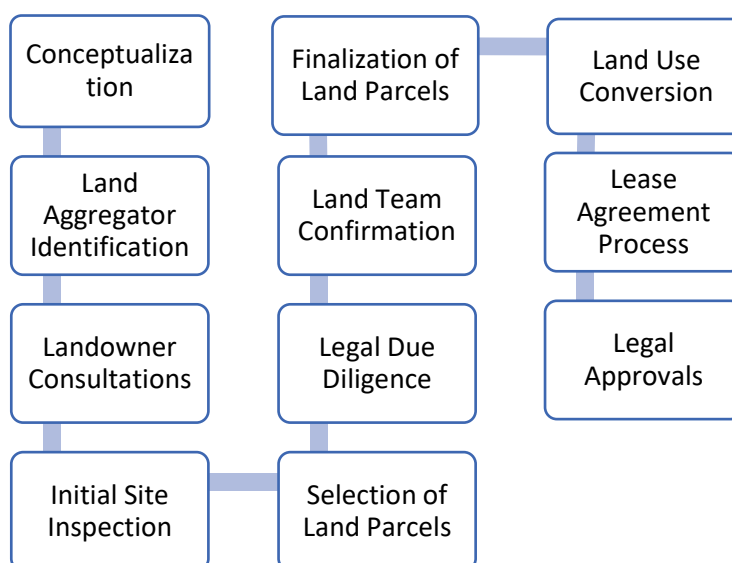 Conceptualiza
tion
Land
Aggregator
Identification
Landowner
Consultations
Initial Site
Inspection
Selection of
Land Parcels
Legal Due
Diligence
Land Team
Confirmation
Finalization of
Land Parcels
Land Use
Conversion
Lease
Agreement
Process
Legal
Approvals